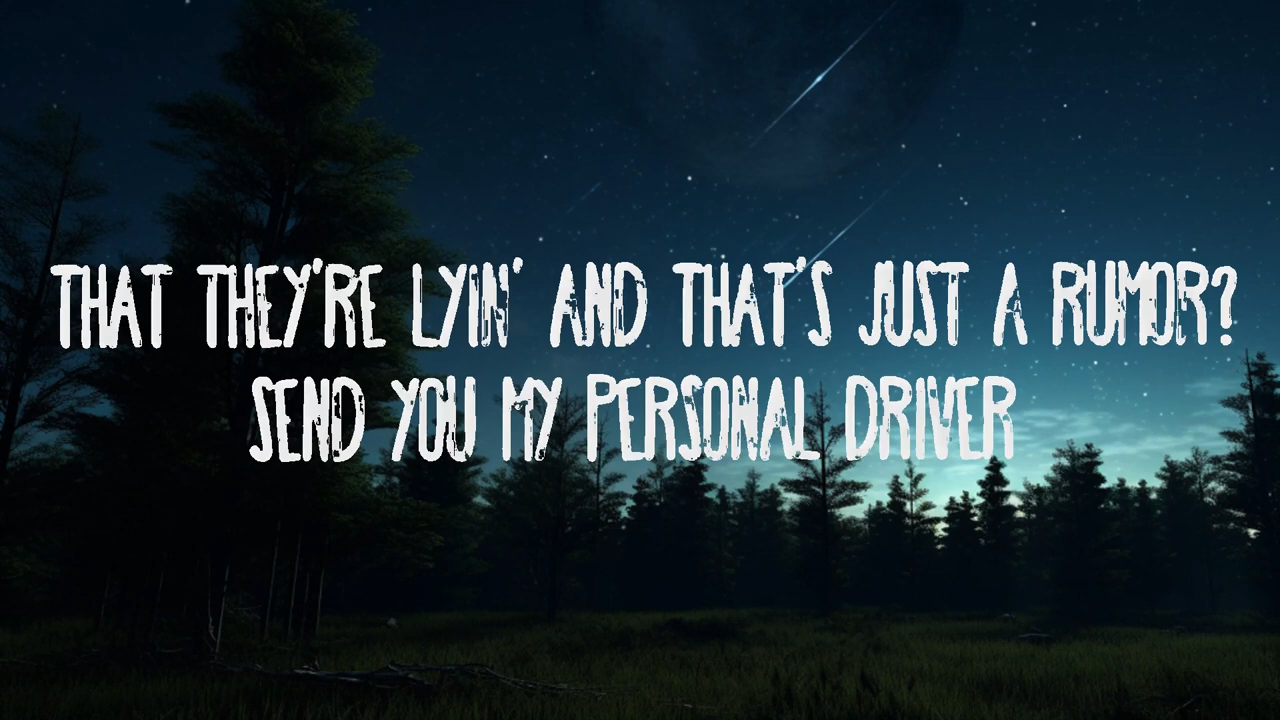 THAT THEY'RE LYIN' AND THAT'S JUST A RUMOR?
SEND YOU MY PERSONAL DRIVER